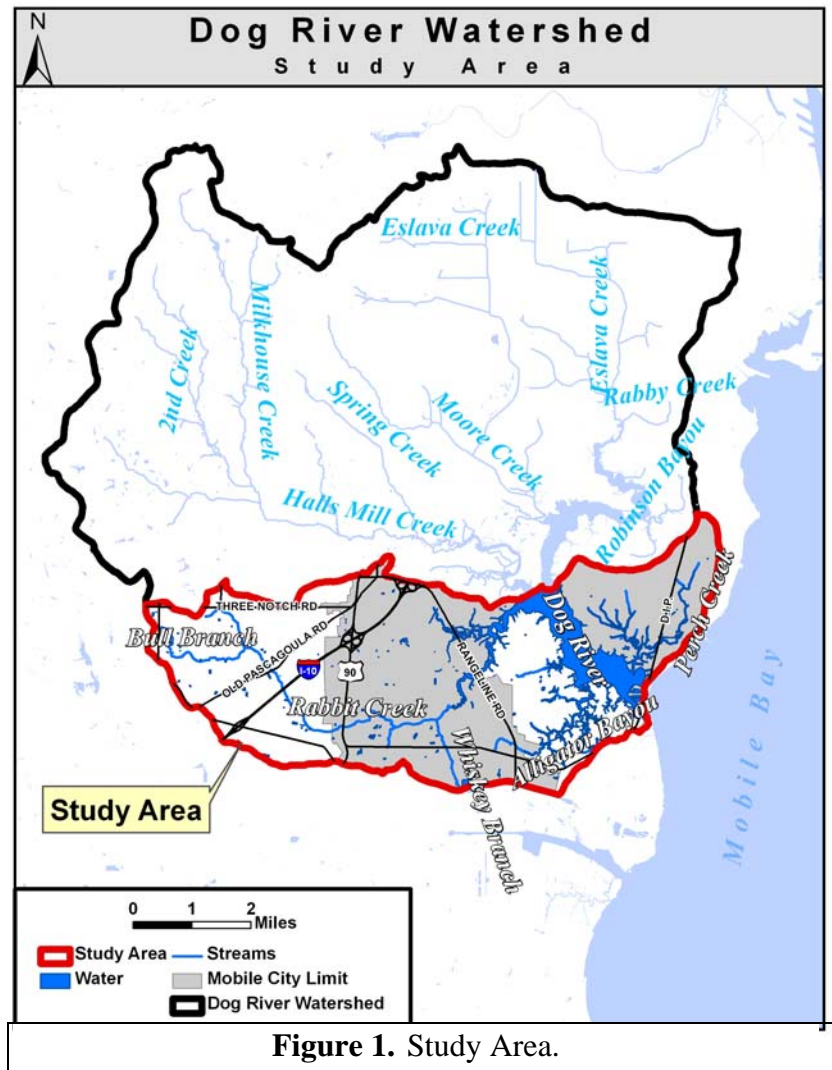 N
Dog River Watershed
Study Area
Eslava Creek
Milkhouse Creek
2nd Creek
Eslava Creek
Rabby Creek
Spring Creek
Moore Creek
Robinson Bayou
Halls Mill Creek
THREE NOTCH RD
Bull Branch
OLD PASCAGOULA RD
I-10
90
Rabbit Creek
RANGELINE RD
Dog River
D I P
Perch Creek
Alligator Bayou
Whiskey Branch
Mobile Bay
Study Area
0 1 2
Miles
Study Area
Streams
Water
Mobile City Limit
Dog River Watershed
Figure 1. Study Area.